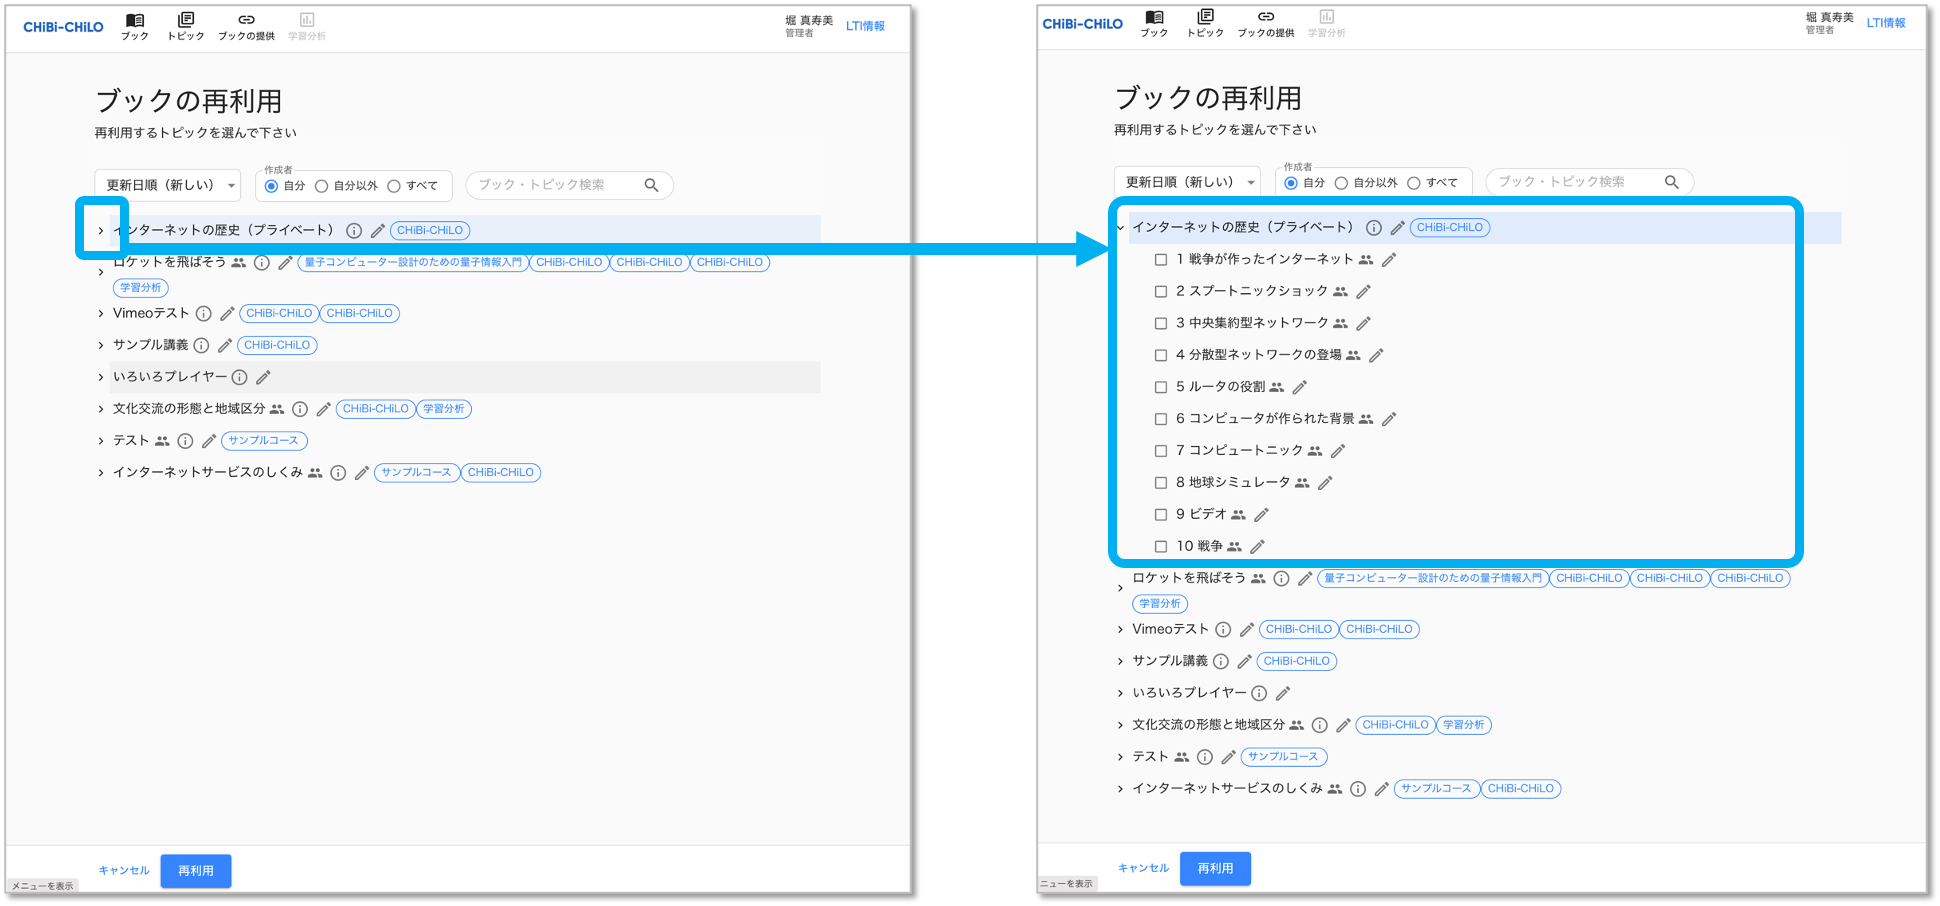 CHiBi-CHiLO
ブック
トピック
ブックの提供
学習分析
堀 真寿美
管理者
LTI情報
ブックの再利用
再利用するトピックを選んで下さい
更新日順（新しい）
作成者
自分
自分以外
すべて
ブック・トピック検索
インターネットの歴史（プライベート） CHiBi-CHiLO
ロケットを飛ばそう 量子コンピューター設計のための量子情報入門 CHiBi-CHiLO CHiBi-CHiLO CHiBi-CHiLO
学習分析
Vimeoテスト CHiBi-CHiLO CHiBi-CHiLO
サンプル講義 CHiBi-CHiLO
いろいろプレイヤー
文化交流の形態と地域区分 CHiBi-CHiLO 学習分析
テスト サンプルコース
インターネットサービスのしくみ サンプルコース CHiBi-CHiLO
キャンセル
再利用
メニューを表示
CHiBi-CHiLO
ブック
トピック
ブックの提供
学習分析
堀 真寿美
管理者
LTI情報
ブックの再利用
再利用するトピックを選んで下さい
更新日順（新しい）
作成者
自分
自分以外
すべて
ブック・トピック検索
インターネットの歴史（プライベート） CHiBi-CHiLO
1 戦争が作ったインターネット
2 スプートニックショック
3 中央集約型ネットワーク
4 分散型ネットワークの登場
5 ルータの役割
6 コンピュータが作られた背景
7 コンピュートニック
8 地球シミュレータ
9 ビデオ
10 戦争
ロケットを飛ばそう 量子コンピューター設計のための量子情報入門 CHiBi-CHiLO CHiBi-CHiLO CHiBi-CHiLO
学習分析
Vimeoテスト CHiBi-CHiLO CHiBi-CHiLO
サンプル講義 CHiBi-CHiLO
いろいろプレイヤー
文化交流の形態と地域区分 CHiBi-CHiLO 学習分析
テスト サンプルコース
インターネットサービスのしくみ サンプルコース CHiBi-CHiLO
キャンセル
再利用
ニューを表示